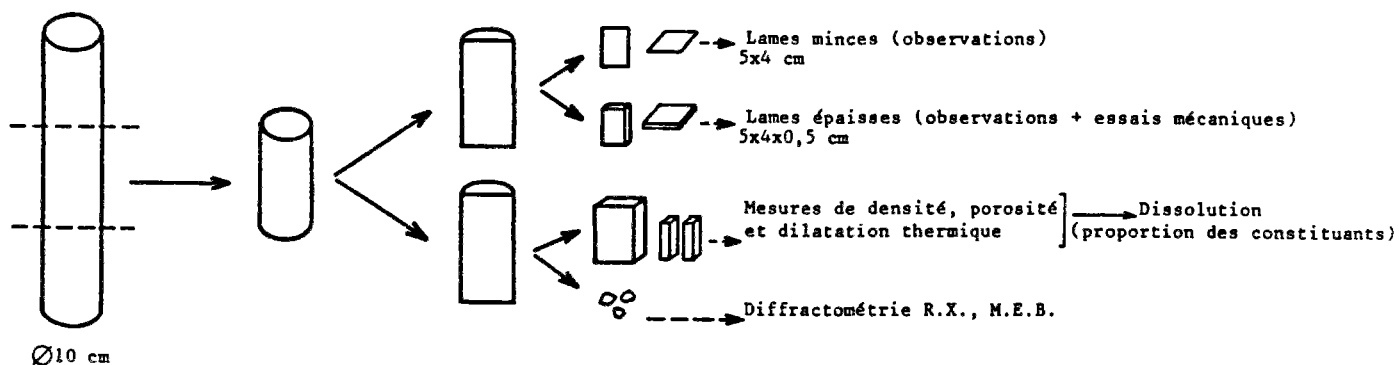 Lames minces (observations)
5x4 cm
Lames épaisses (observations + essais mécaniques)
5x4x0,5 cm
Mesures de densité, porosité
et dilatation thermique
Dissolution
(proportion des constituants)
Diffractométrie R.X., M.E.B.
∅10 cm